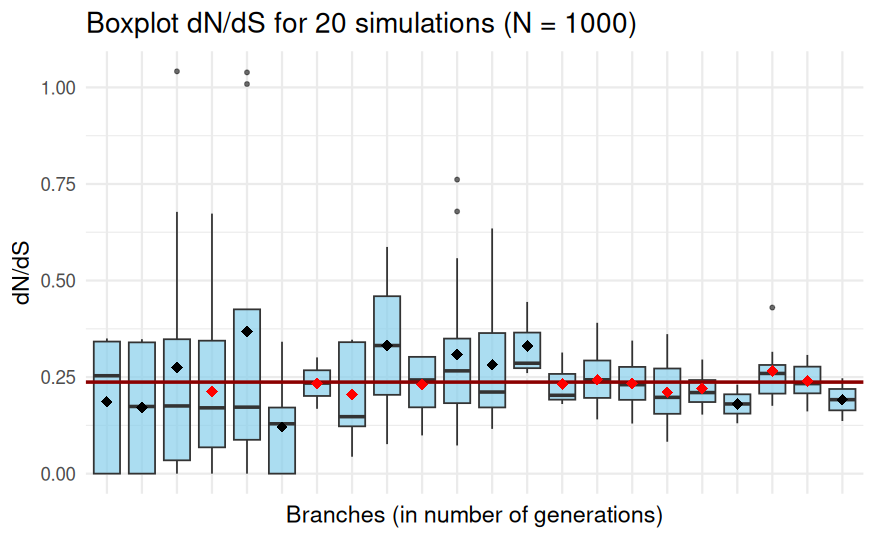 Boxplot dN/dS for 20 simulations (N = 1000)
1.00
0.75
0.50
0.25
0.00
dN/dS
Branches (in number of generations)